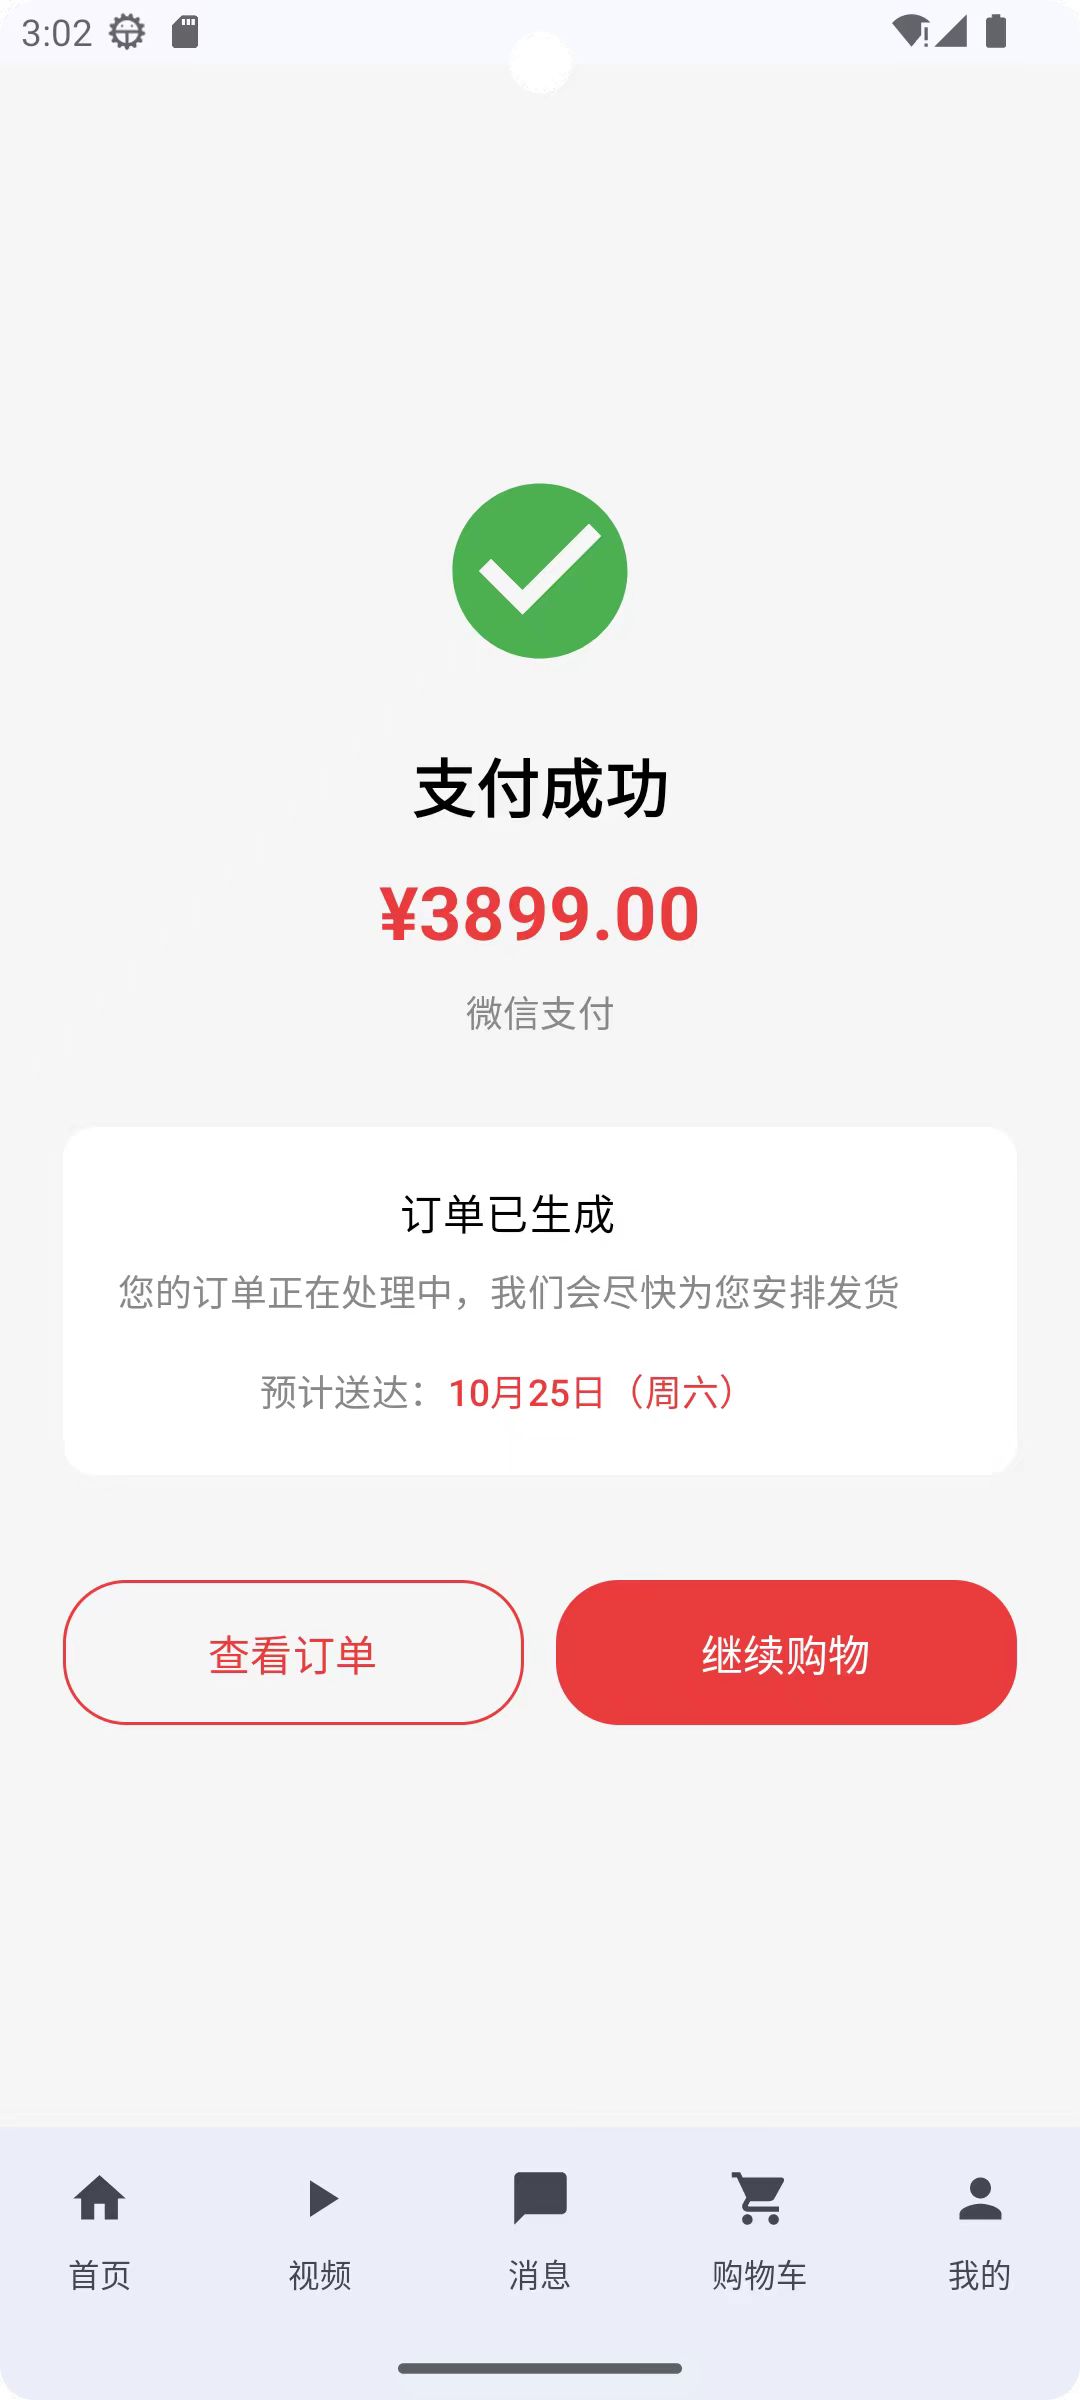 3:02
支付成功
¥3899.00
微信支付
订单已生成
您的订单正在处理中，我们会尽快为您安排发货
预计送达：10月25日（周六）
查看订单
继续购物
首页
视频
消息
购物车
我的